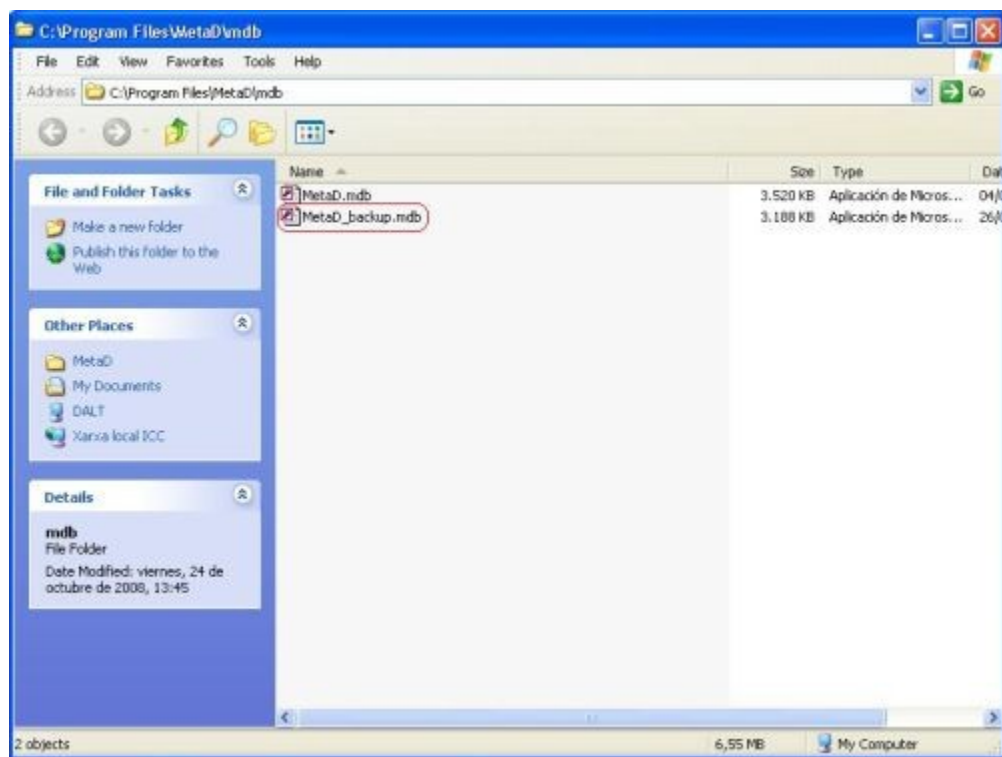 C:\Program Files\MetaD\mdb
File Edit View Favorites Tools Help
Address C:\Program Files\MetaD\mdb Go
Name Size Type
File and Folder Tasks
Make a new folder
Publish this folder to the
Web
Other Places
MetaD
My Documents
DALT
Xarxa local ICC
Details
mdb
File Folder
Date Modified: viernes, 24 de
octubre de 2008, 13:45
MetaD.mdb 3.520 KB Aplicación de Micros...
MetaD_backup.mdb 3.188 KB Aplicación de Micros...
2 objects 6,55 MB My Computer